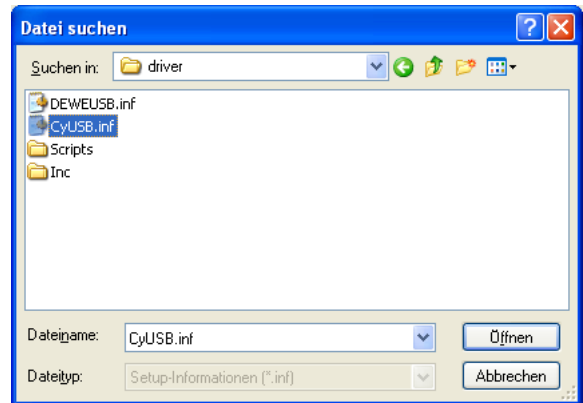 Datei suchen
Suchen in: driver
DEWEUSB.inf
CyUSB.inf
Scripts
Inc
Dateiname: CyUSB.inf Öffnen
Dateityp: Setup-Informationen (*.inf) Abbrechen